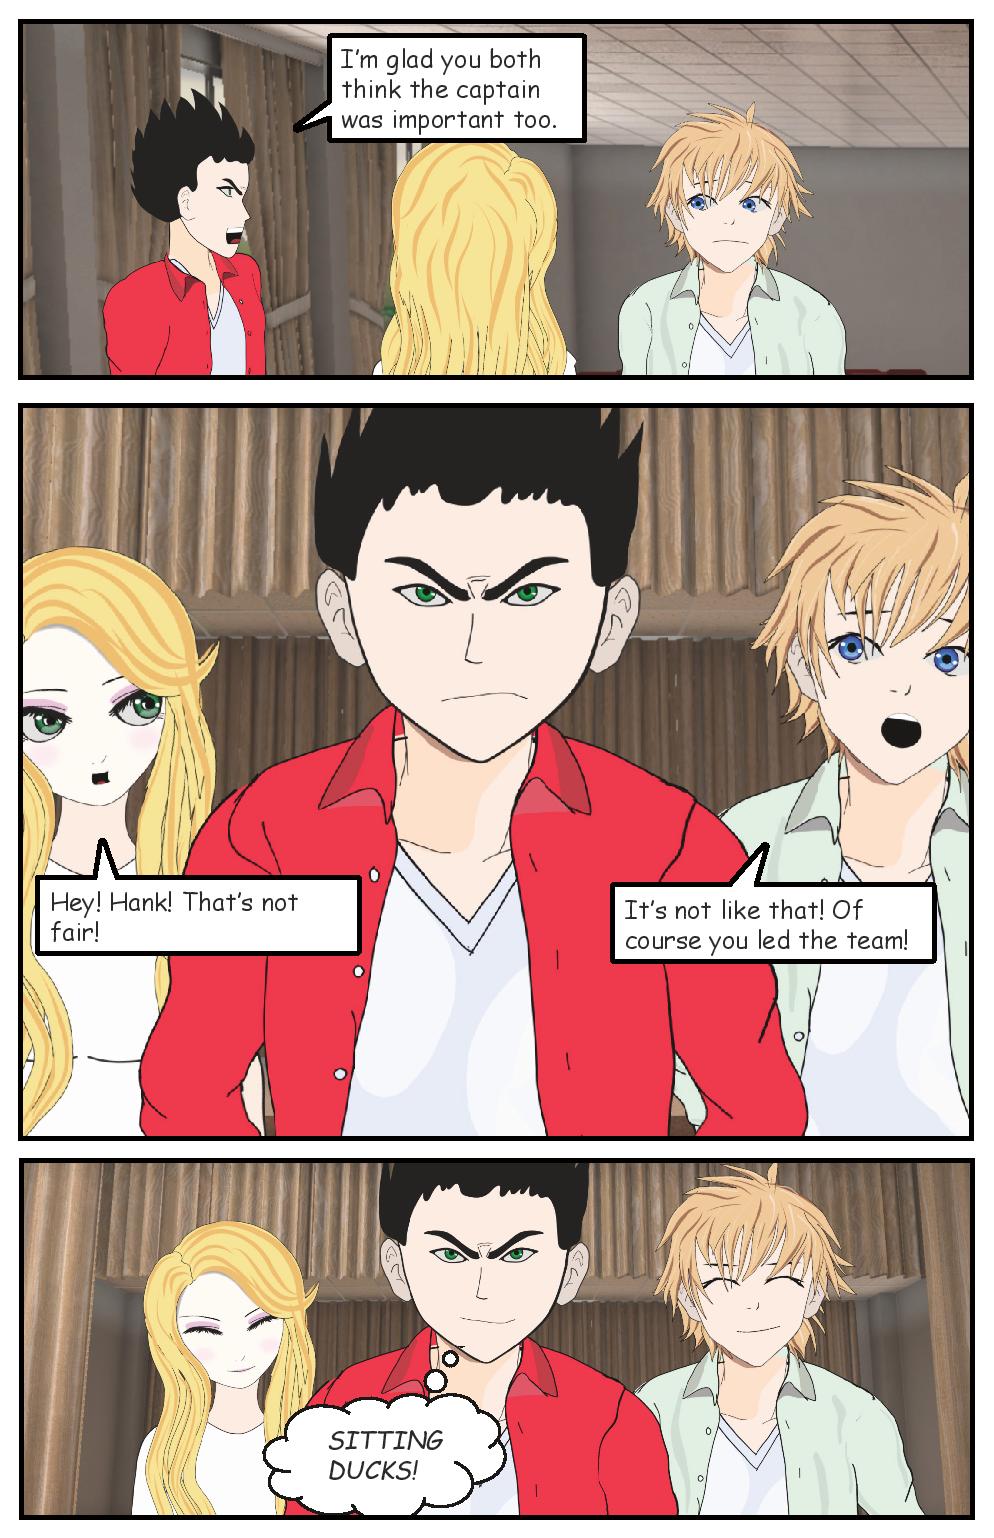 I'm glad you both
think the captain
was important too.
Hey! Hank! That's not
fair!
It's not like that! Of
course you led the team!
SITTING
DUCKS!